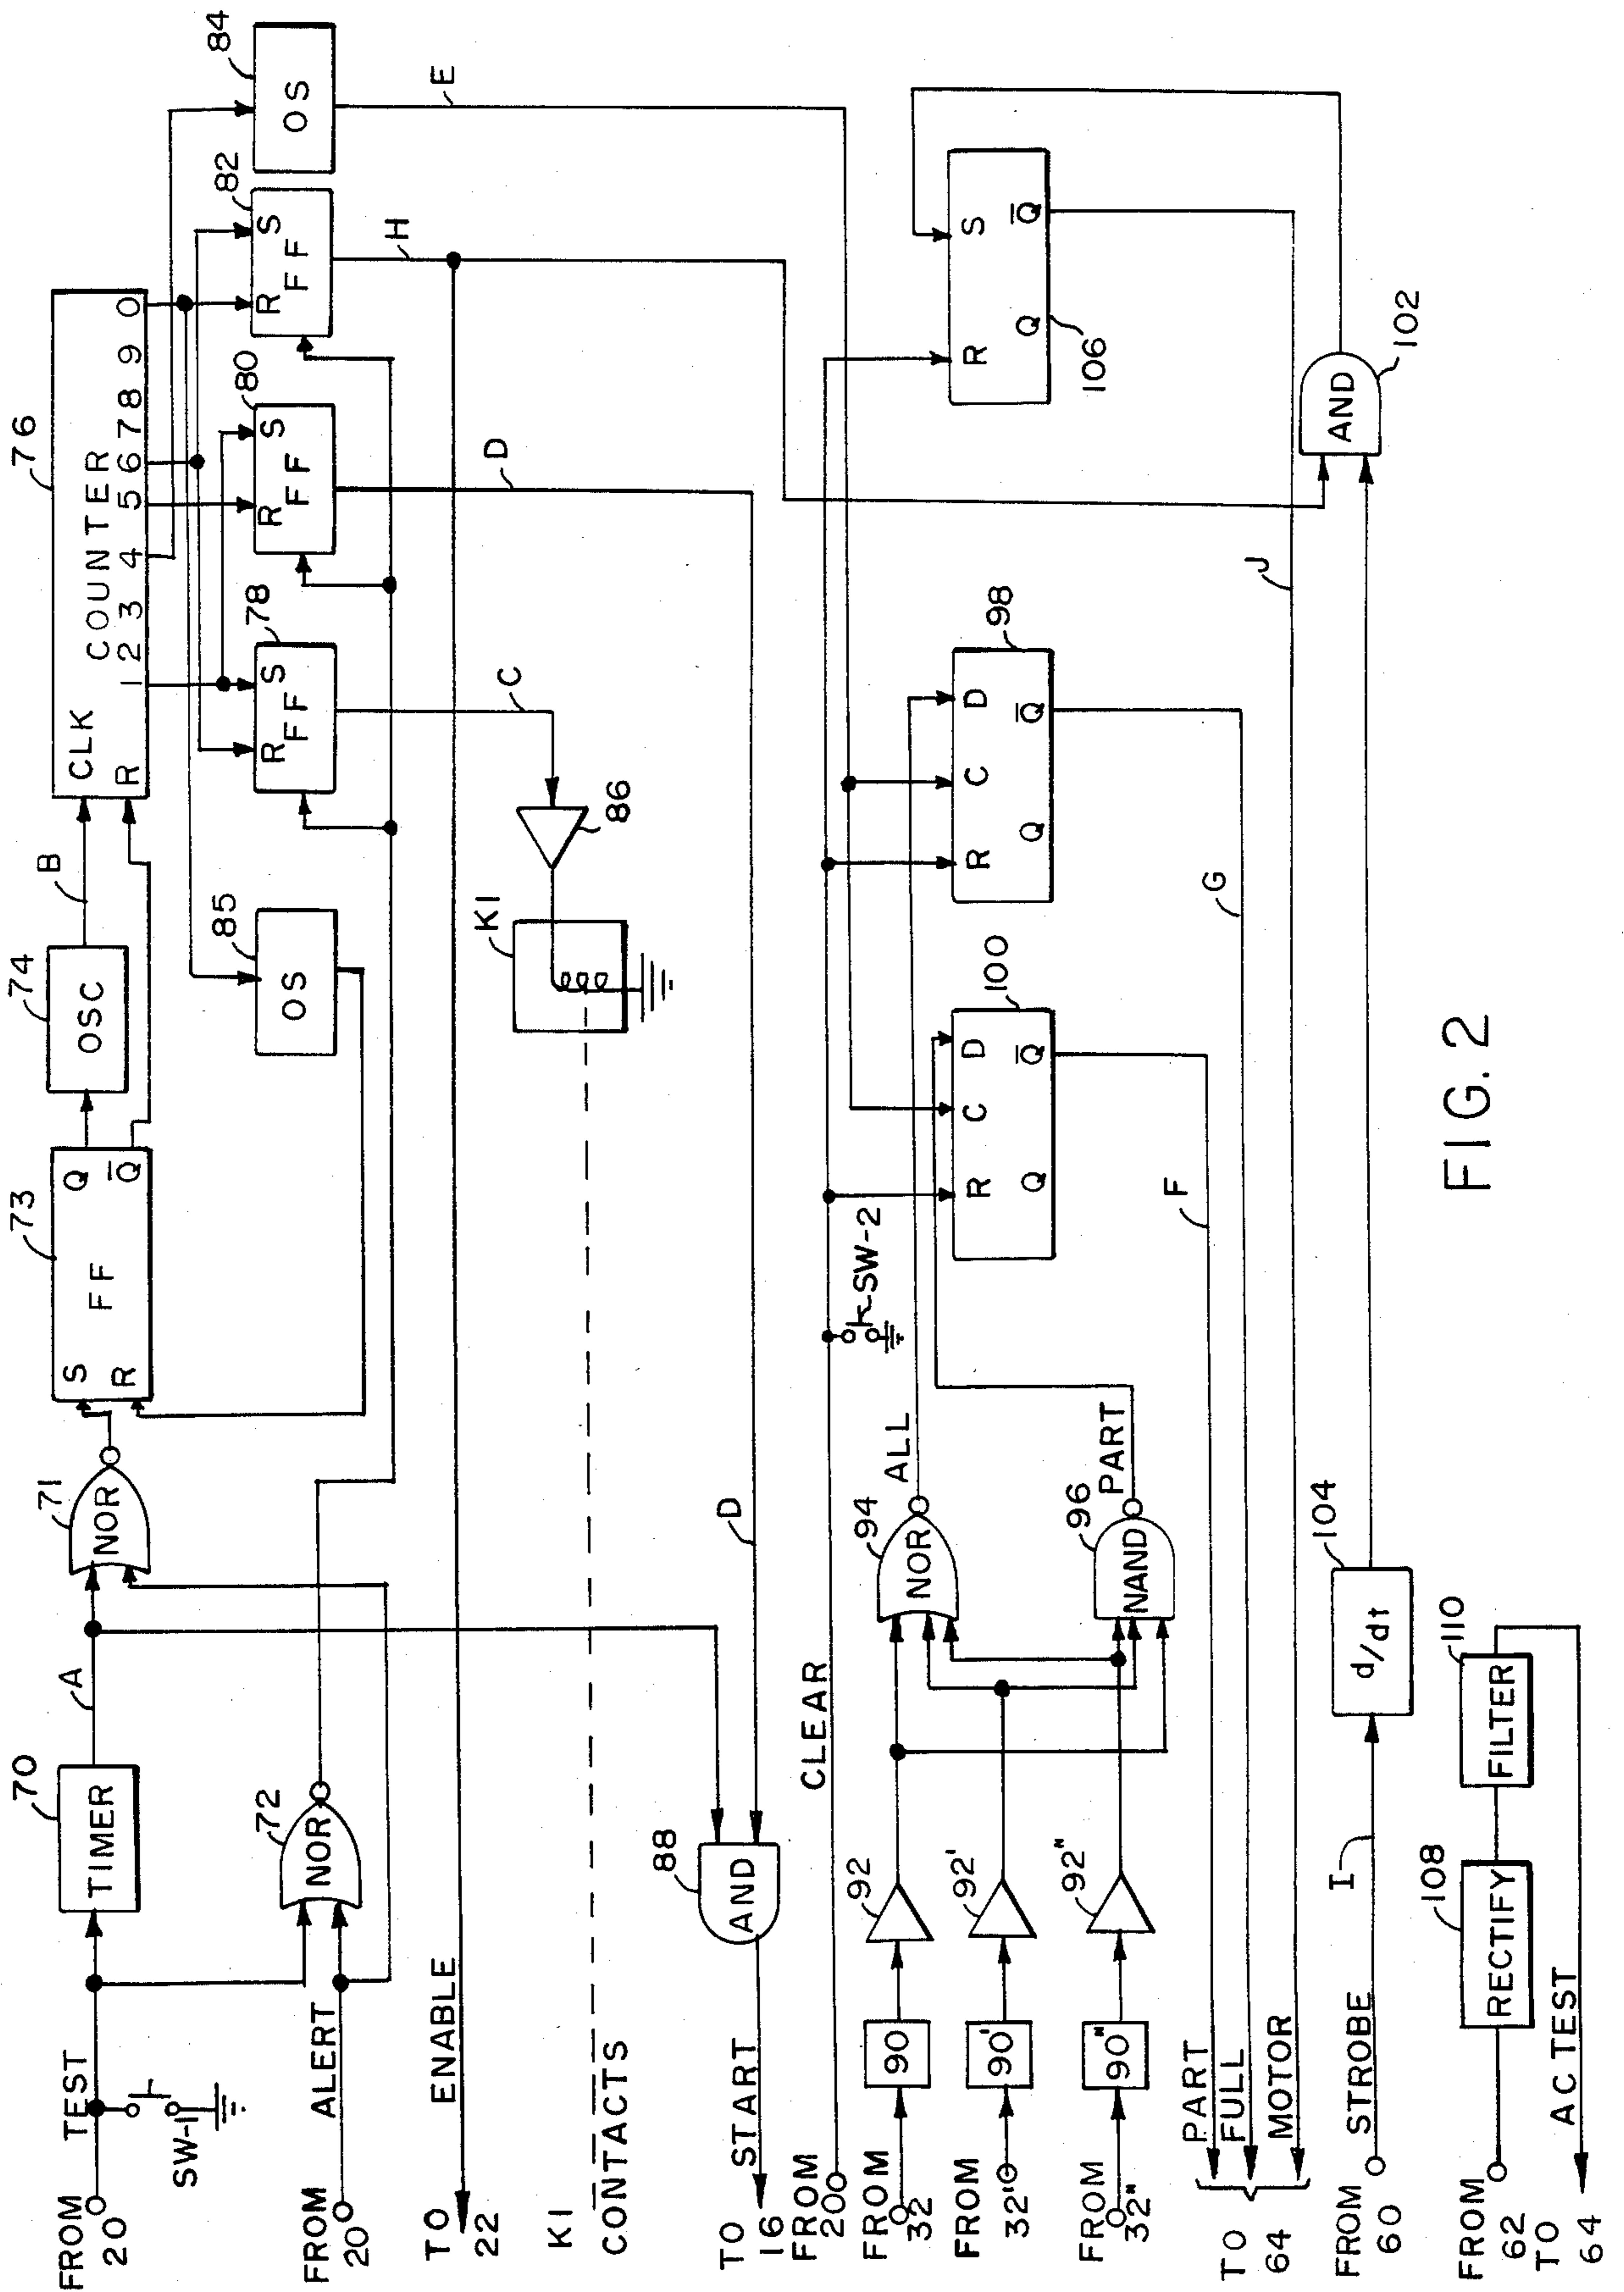 76
COUNTER
CLK
1 2 3 4 5 6 7 8 9 0
R
74
OSC
B
73
S
Q
FF
R
Q̅
71
NOR
70
TIMER
A
TEST
FROM
20
SW-1
84
OS
E
82
R
S
FF
H
80
R
S
FF
D
78
R
S
FF
C
85
OS
72
NOR
ALERT
FROM
20
ENABLE
TO
22
86
K1
K1
CONTACTS
D
88
AND
START
TO
16
CLEAR
FROM
20
SW-2
FROM
32
90
92
FROM
32'
90'
92'
FROM
32"
90"
92"
94
NOR
ALL
96
NAND
PART
100
R
C
D
Q
Q̅
98
R
C
D
Q
Q̅
106
R
S
Q
Q̅
F
G
J
PART
FULL
MOTOR
TO
64
102
AND
104
d/dt
I
STROBE
FROM
60
108
RECTIFY
110
FILTER
FROM
62
AC TEST
TO
64
FIG. 2